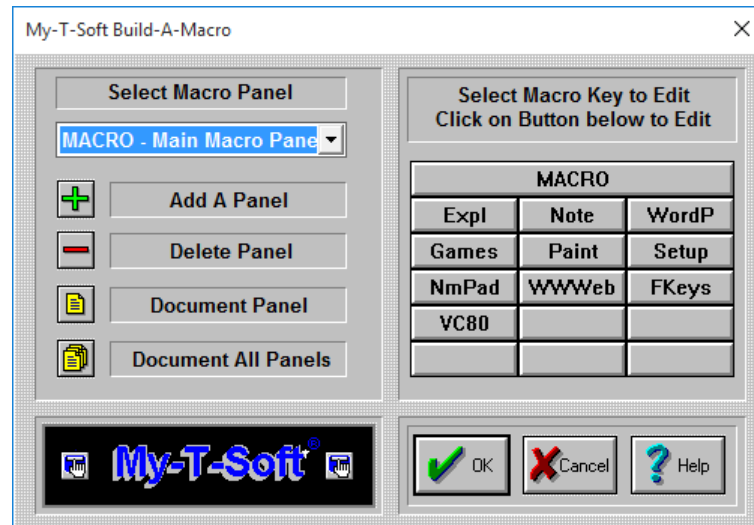 My-T-Soft Build-A-Macro
Select Macro Panel
MACRO - Main Macro Pane
Add A Panel
Delete Panel
Document Panel
Document All Panels
Select Macro Key to Edit
Click on Button below to Edit
MACRO
Expl Note WordP
Games Paint Setup
NmPad WWWeb FKeys
VC80
My-T-Soft®
OK Cancel Help